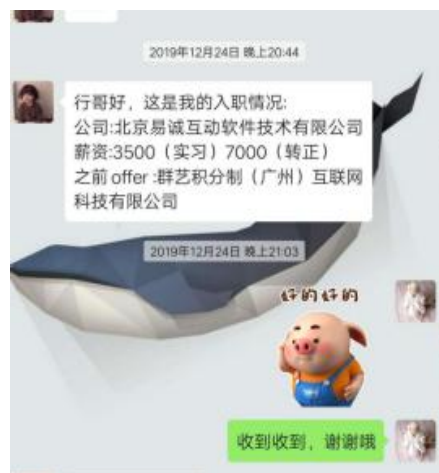 2019年12月24日 晚上20:44
行哥好，这是我的入职情况:
公司:北京易诚互动软件技术有限公司
薪资:3500（实习）7000（转正）
之前offer :群艺积分制（广州）互联网
科技有限公司
2019年12月24日 晚上21:03
好的好的
收到收到，谢谢哦